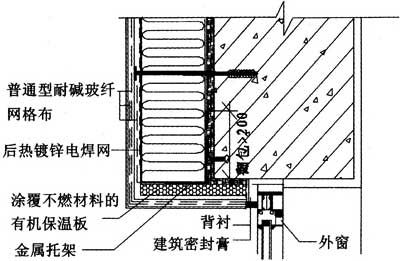 普通型耐碱玻纤
网格布
后热镀锌电焊网
涂覆不燃材料的
有机保温板
金属托架
翻包≥200
背衬
建筑密封膏
外窗